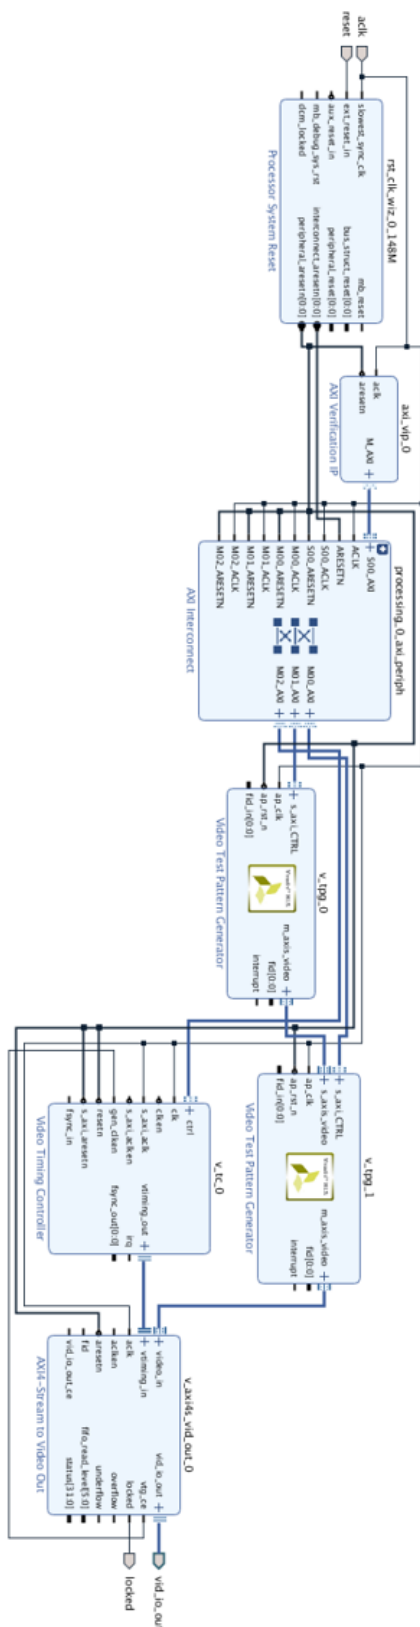 reset
aclk
rst_clk_wiz_0_148M
slowest_sync_clk
ext_reset_in
aux_reset_in
mb_debug_sys_rst
dcm_locked
mb_reset
bus_struct_reset[0:0]
peripheral_reset[0:0]
interconnect_aresetn[0:0]
peripheral_aresetn[0:0]
Processor System Reset
axi_vip_0
aclk
aresetn
M_AXI
AXI Verification IP
processing_0_axi_periph
S00_AXI
ACLK
ARESETN
S00_ACLK
S00_ARESETN
M00_ACLK
M00_ARESETN
M01_ACLK
M01_ARESETN
M02_ACLK
M02_ARESETN
M00_AXI
M01_AXI
M02_AXI
AXI Interconnect
v_tpg_0
s_axi_CTRL
ap_clk
ap_rst_n
fid_in[0:0]
m_axis_video
fid[0:0]
interrupt
Video Test Pattern Generator
v_tpg_1
s_axi_CTRL
s_axis_video
ap_clk
ap_rst_n
fid_in[0:0]
m_axis_video
fid[0:0]
interrupt
Video Test Pattern Generator
v_tc_0
ctrl
clk
clken
s_axi_aclk
s_axi_aclken
gen_clken
resetn
s_axi_aresetn
fsync_in
vtiming_out
irq
fsync_out[0:0]
Video Timing Controller
v_axi4s_vid_out_0
video_in
vtiming_in
aclk
aclken
aresetn
fid
vid_io_out_ce
vid_io_out
vtg_ce
locked
overflow
underflow
fifo_read_level[5:0]
status[31:0]
AXI4-Stream to Video Out
vid_io_ou
locked